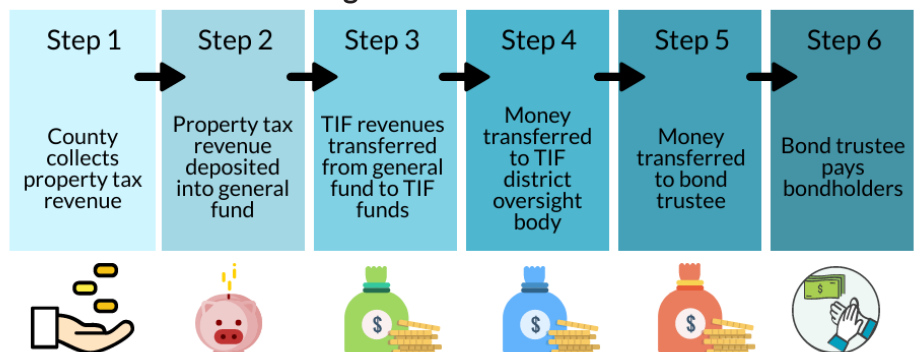 Step 1
County
collects
property tax
revenue
Step 2
Property tax
revenue
deposited
into general
fund
Step 3
TIF revenues
transferred
from general
fund to TIF
funds
Step 4
Money
transferred
to TIF
district
oversight
body
Step 5
Money
transferred
to bond
trustee
Step 6
Bond trustee
pays
bondholders
$
$
$
$